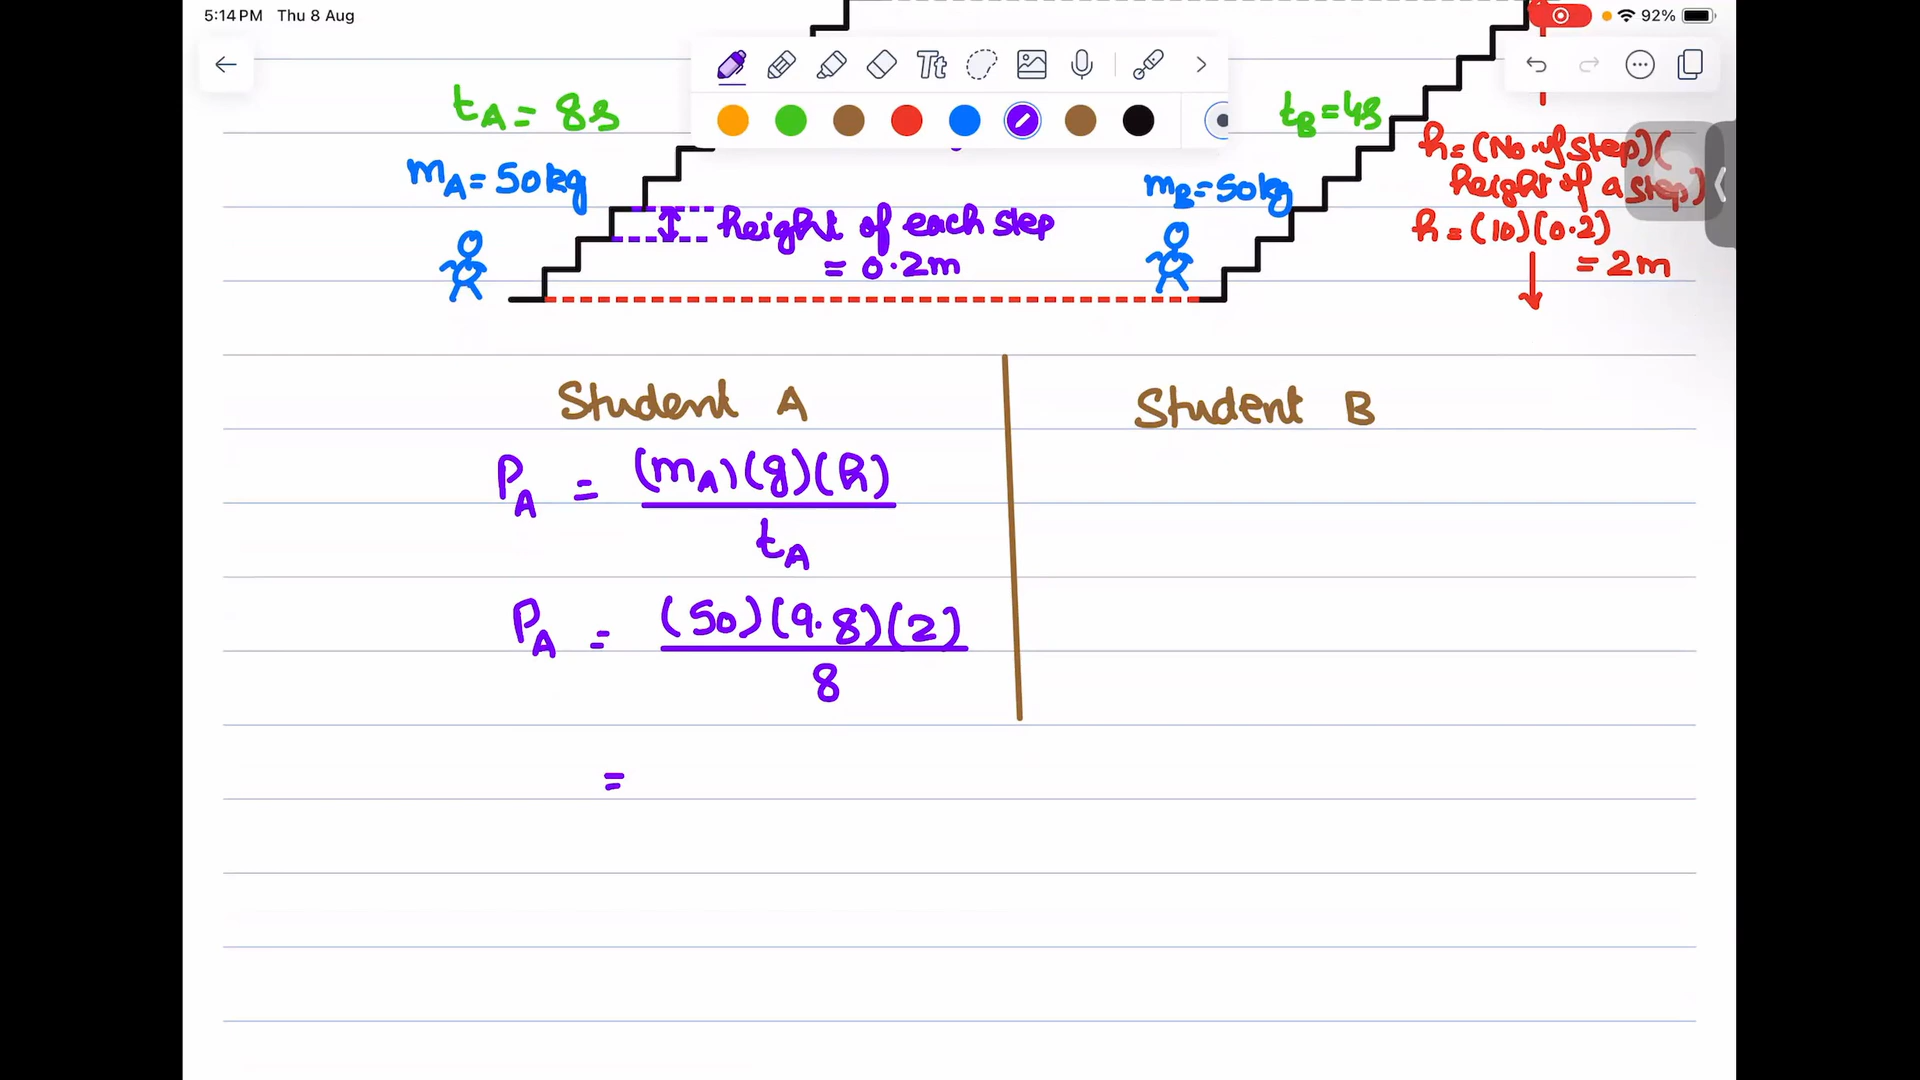 5:14 PM Thu 8 Aug
92%
Tt
tA = 8s
mA = 50kg
height of each step
= 0.2m
tB = 4s
mB = 50kg
h = (No. of step)(
height of a step)
h = (10)(0.2)
= 2m
Student A
PA = (mA)(g)(h)
tA
PA = (50)(9.8)(2)
8
=
Student B